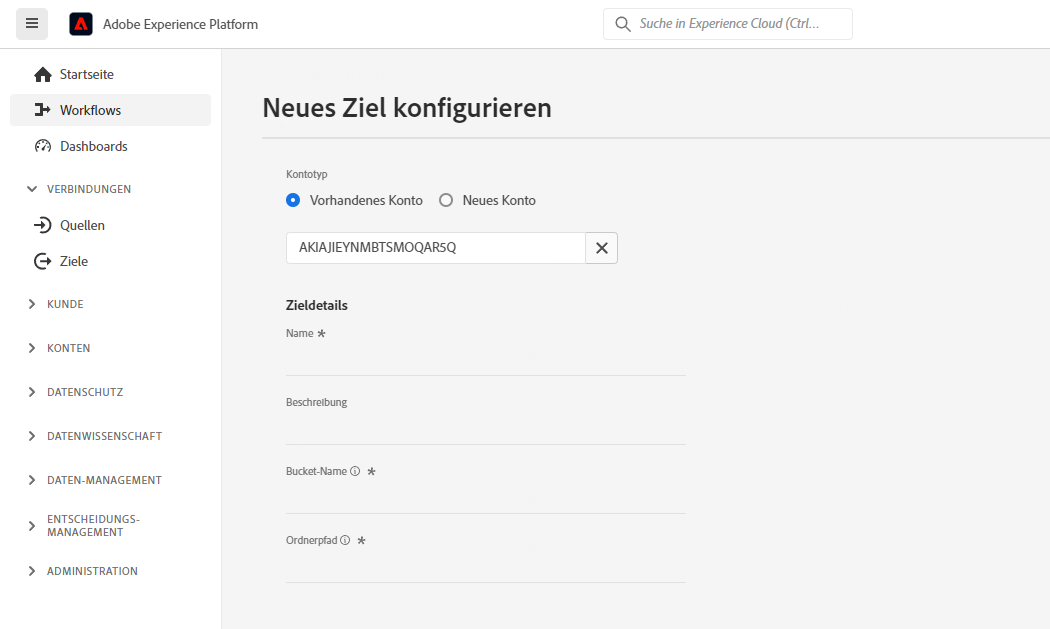 Adobe Experience Platform
Suche in Experience Cloud (Ctrl...
Startseite
Workflows
Dashboards
VERBINDUNGEN
Quellen
Ziele
KUNDE
KONTEN
DATENSCHUTZ
DATENWISSENSCHAFT
DATEN-MANAGEMENT
ENTSCHEIDUNGS-
MANAGEMENT
ADMINISTRATION
Neues Ziel konfigurieren
Kontotyp
Vorhandenes Konto
Neues Konto
AKIAJIEYNMBTSMOQAR5Q
Zieldetails
Name *
Beschreibung
Bucket-Name *
Ordnerpfad *